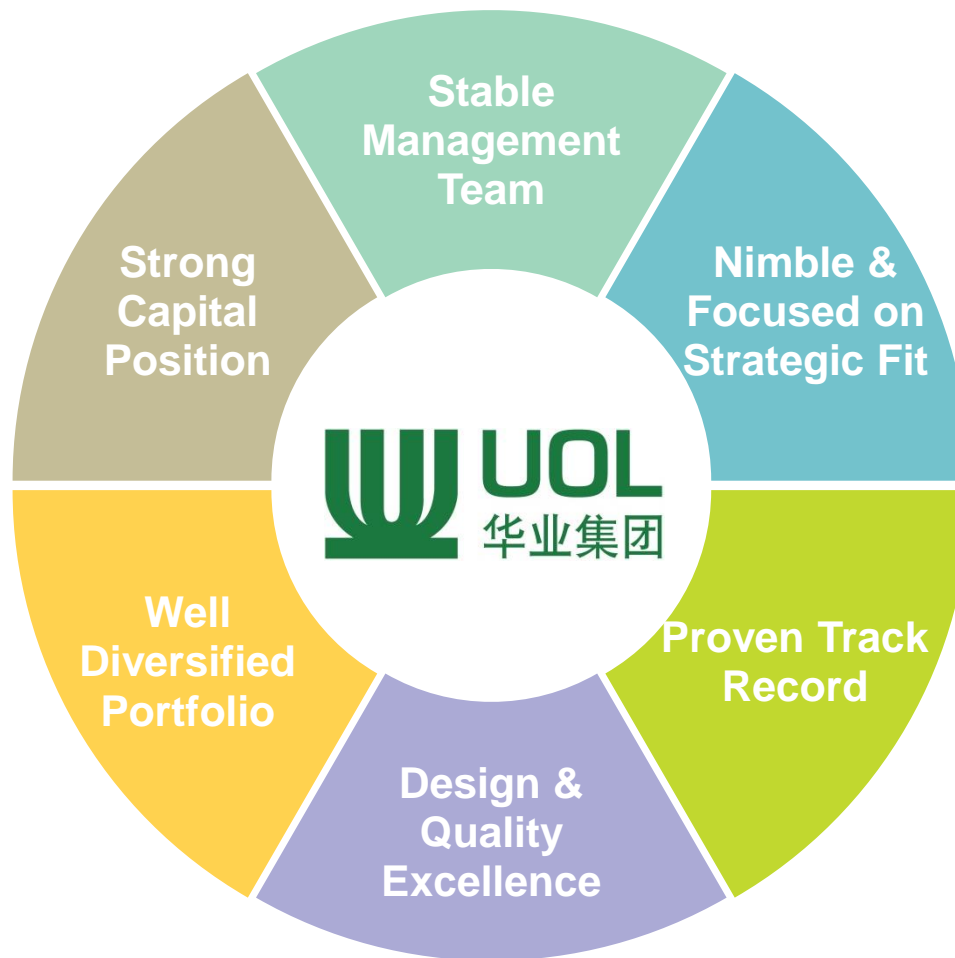 Stable
Management
Team
Nimble &
Focused on
Strategic Fit
Proven Track
Record
Design &
Quality
Excellence
Well
Diversified
Portfolio
Strong
Capital
Position
UOL
华业集团